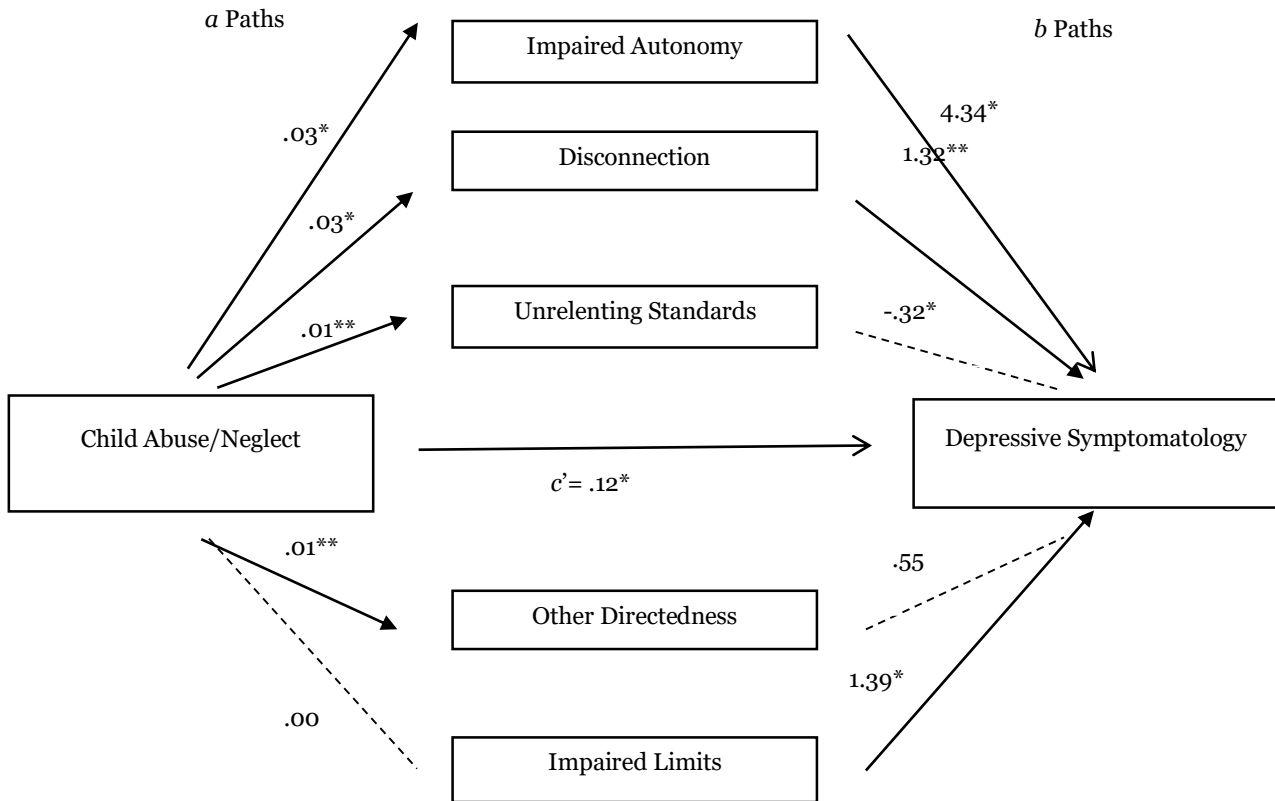 a Paths
b Paths
Impaired Autonomy
4.34*
.03*
1.32**
Disconnection
.03*
Unrelenting Standards
-.32*
.01**
Child Abuse/Neglect
Depressive Symptomatology
c’= .12*
.01**
.55
Other Directedness
1.39*
.00
Impaired Limits